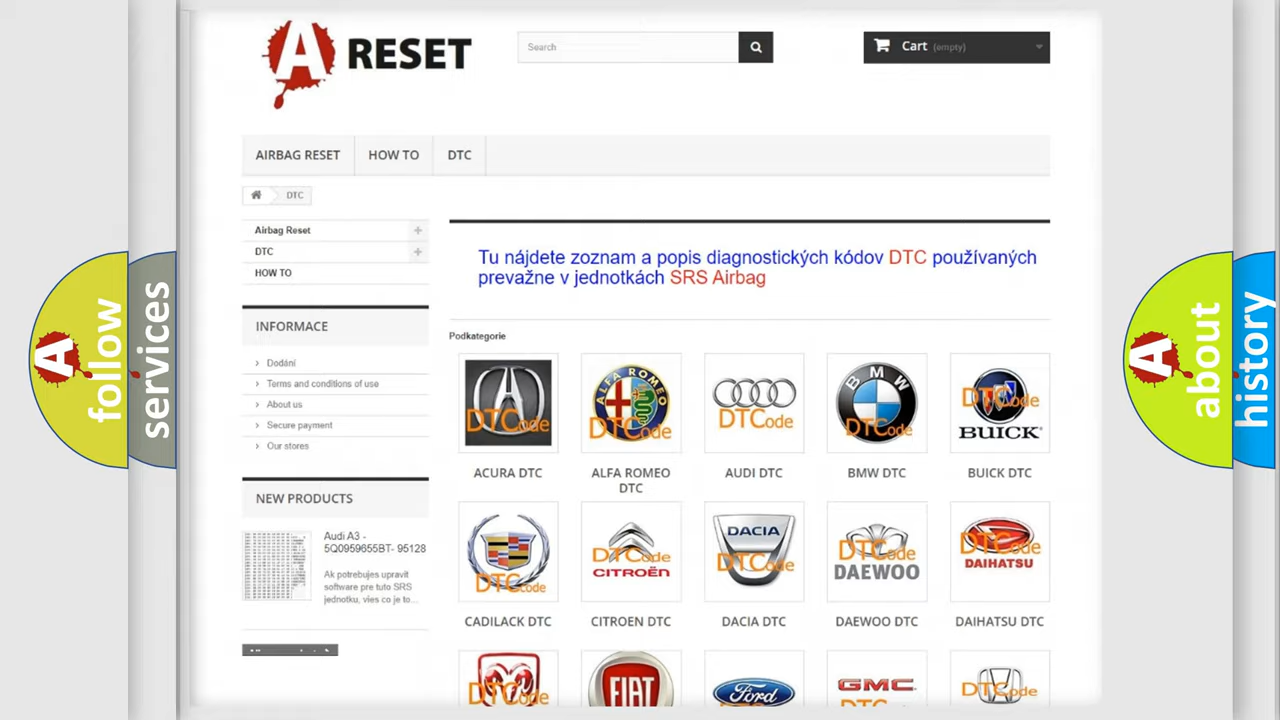 A RESET
Search
Cart (empty)
AIRBAG RESET
HOW TO
DTC
DTC
Airbag Reset
DTC
HOW TO
Tu nájdete zoznam a popis diagnostických kódov DTC používaných
prevažne v jednotkách SRS Airbag
INFORMACE
Dodání
Terms and conditions of use
About us
Secure payment
Our stores
NEW PRODUCTS
Audi A3 -
5Q0959655BT- 95128
Ak potrebujes upravit
software pre tuto SRS
jednotku, vies co je to...
Podkategorie
DTCode
ALFA ROMEO
DTCode
DTCode
BMW
DTCode
DTCode
BUICK
ACURA DTC
ALFA ROMEO
DTC
AUDI DTC
BMW DTC
BUICK DTC
DTCode
DTCode
CITROËN
DACIA
DTCode
DTCode
DAEWOO
DTCode
DAIHATSU
CADILACK DTC
CITROEN DTC
DACIA DTC
DAEWOO DTC
DAIHATSU DTC
DTCode
FIAT
Ford
GMC
DTCode
A follow
services
A about
history